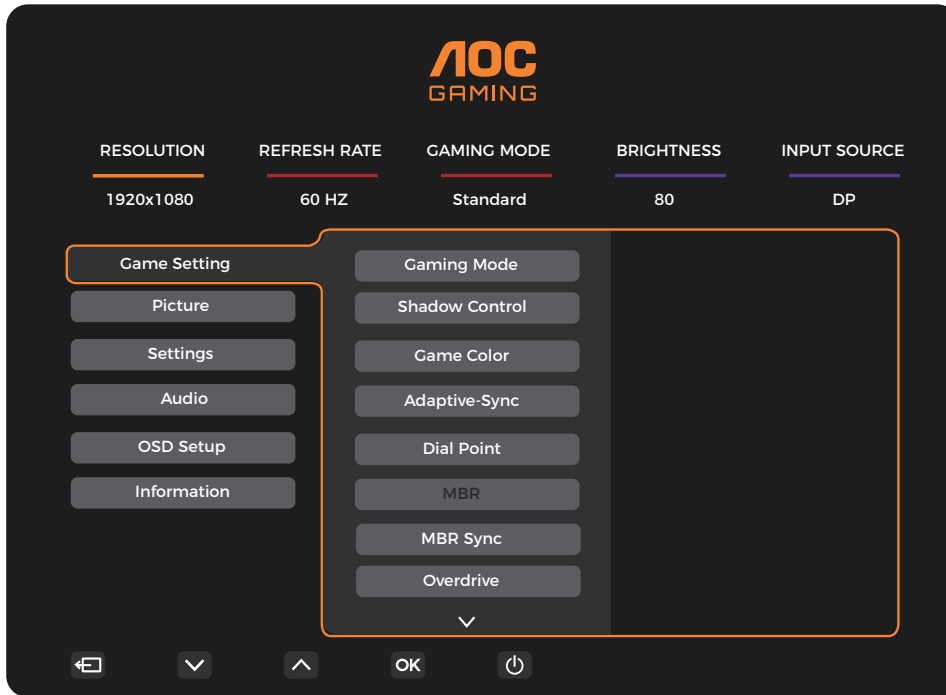 AOC
GAMING
RESOLUTION REFRESH RATE GAMING MODE BRIGHTNESS INPUT SOURCE
1920x1080 60 HZ Standard 80 DP
Game Setting
Picture
Settings
Audio
OSD Setup
Information
Gaming Mode
Shadow Control
Game Color
Adaptive-Sync
Dial Point
MBR
MBR Sync
Overdrive
OK